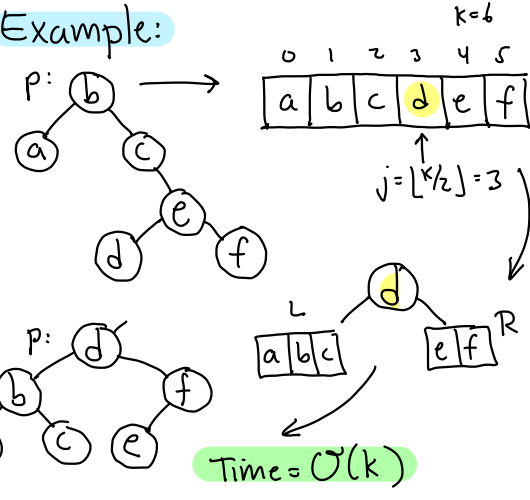 Example:
k=6
p: b
a c
e
d f
0 1 2 3 4 5
a b c d e f
j=⌊k/2⌋=3
d
L R
a b c e f
p: d
b f
c e
Time = O(k)